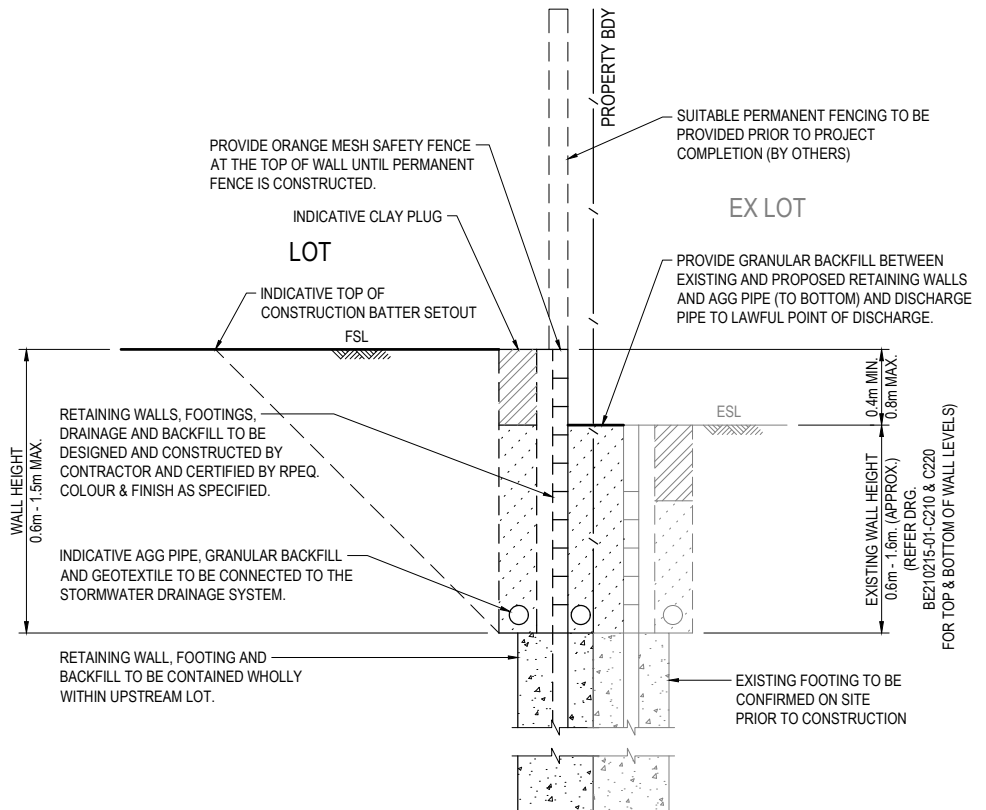 PROPERTY BDY
SUITABLE PERMANENT FENCING TO BE
PROVIDED PRIOR TO PROJECT
COMPLETION (BY OTHERS)
PROVIDE ORANGE MESH SAFETY FENCE
AT THE TOP OF WALL UNTIL PERMANENT
FENCE IS CONSTRUCTED.
EX LOT
INDICATIVE CLAY PLUG
LOT
PROVIDE GRANULAR BACKFILL BETWEEN
EXISTING AND PROPOSED RETAINING WALLS
AND AGG PIPE (TO BOTTOM) AND DISCHARGE
PIPE TO LAWFUL POINT OF DISCHARGE.
INDICATIVE TOP OF
CONSTRUCTION BATTER SETOUT
FSL
0.4m MIN.
0.8m MAX.
ESL
RETAINING WALLS, FOOTINGS,
DRAINAGE AND BACKFILL TO BE
DESIGNED AND CONSTRUCTED BY
CONTRACTOR AND CERTIFIED BY RPEQ.
COLOUR & FINISH AS SPECIFIED.
WALL HEIGHT
0.6m - 1.5m MAX.
EXISTING WALL HEIGHT
0.6m - 1.6m. (APPROX.)
(REFER DRG.
BE210215-01-C210 & C220
FOR TOP & BOTTOM OF WALL LEVELS)
INDICATIVE AGG PIPE, GRANULAR BACKFILL
AND GEOTEXTILE TO BE CONNECTED TO THE
STORMWATER DRAINAGE SYSTEM.
RETAINING WALL, FOOTING AND
BACKFILL TO BE CONTAINED WHOLLY
WITHIN UPSTREAM LOT.
EXISTING FOOTING TO BE
CONFIRMED ON SITE
PRIOR TO CONSTRUCTION